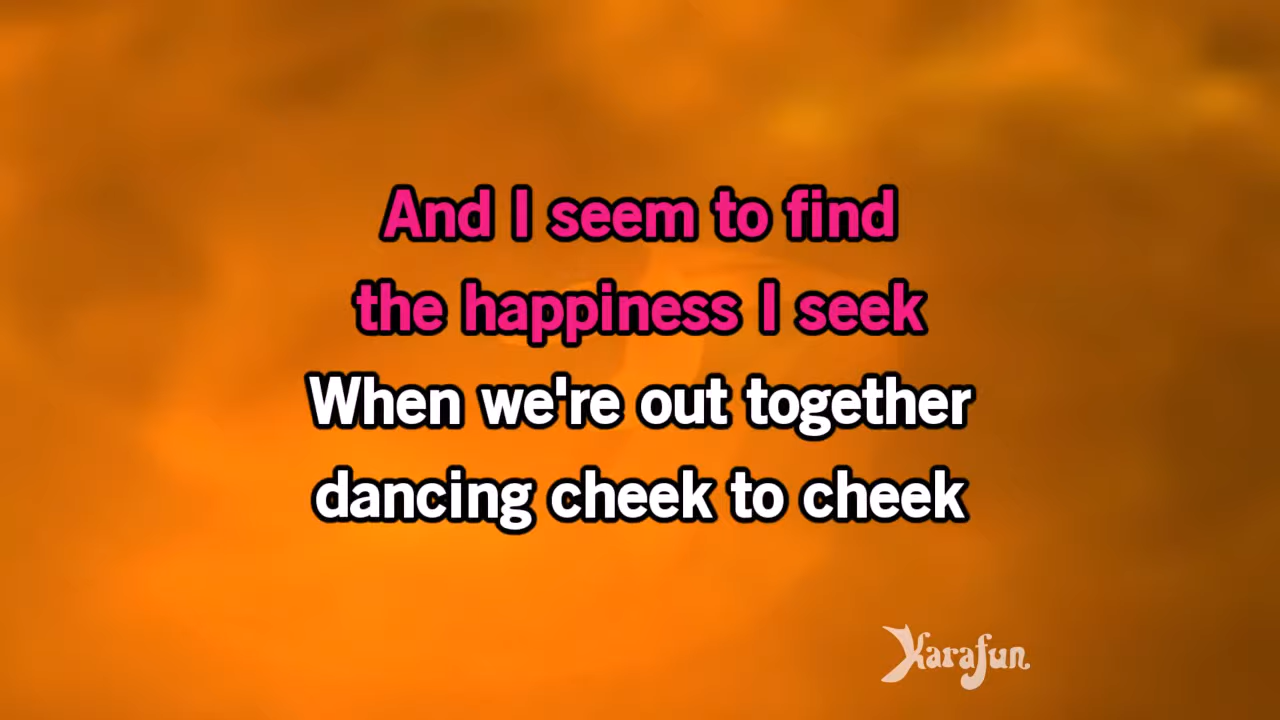 And I seem to find
the happiness I seek
When we're out together
dancing cheek to cheek
Karafun